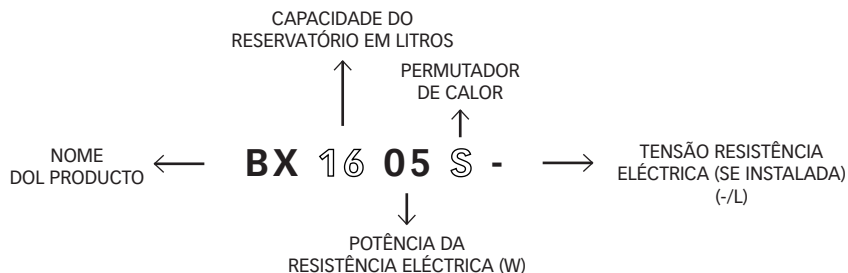 CAPACIDADE DO
RESERVATÓRIO EM LITROS
PERMUTADOR
DE CALOR
NOME
DOL PRODUCTO
BX 16 05 S -
TENSÃO RESISTÊNCIA
ELÉCTRICA (SE INSTALADA)
(-/L)
POTÊNCIA DA
RESISTÊNCIA ELÉCTRICA (W)